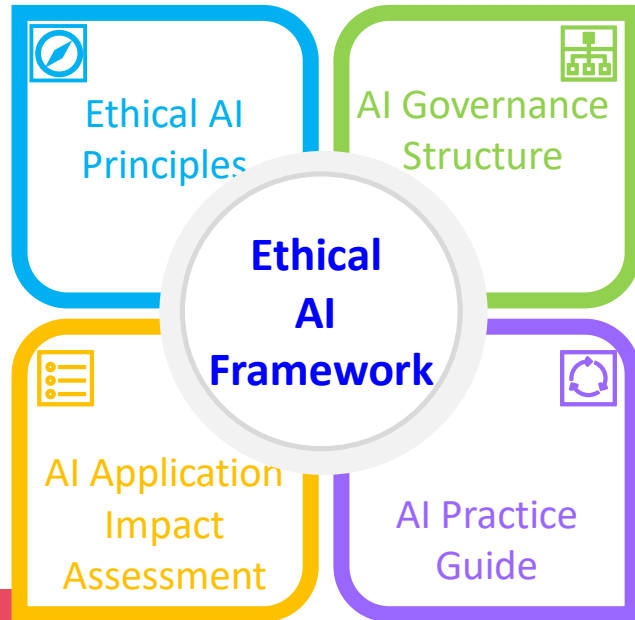 Ethical AI
Principles
AI Governance
Structure
Ethical
AI
Framework
AI Application
Impact
Assessment
AI Practice
Guide